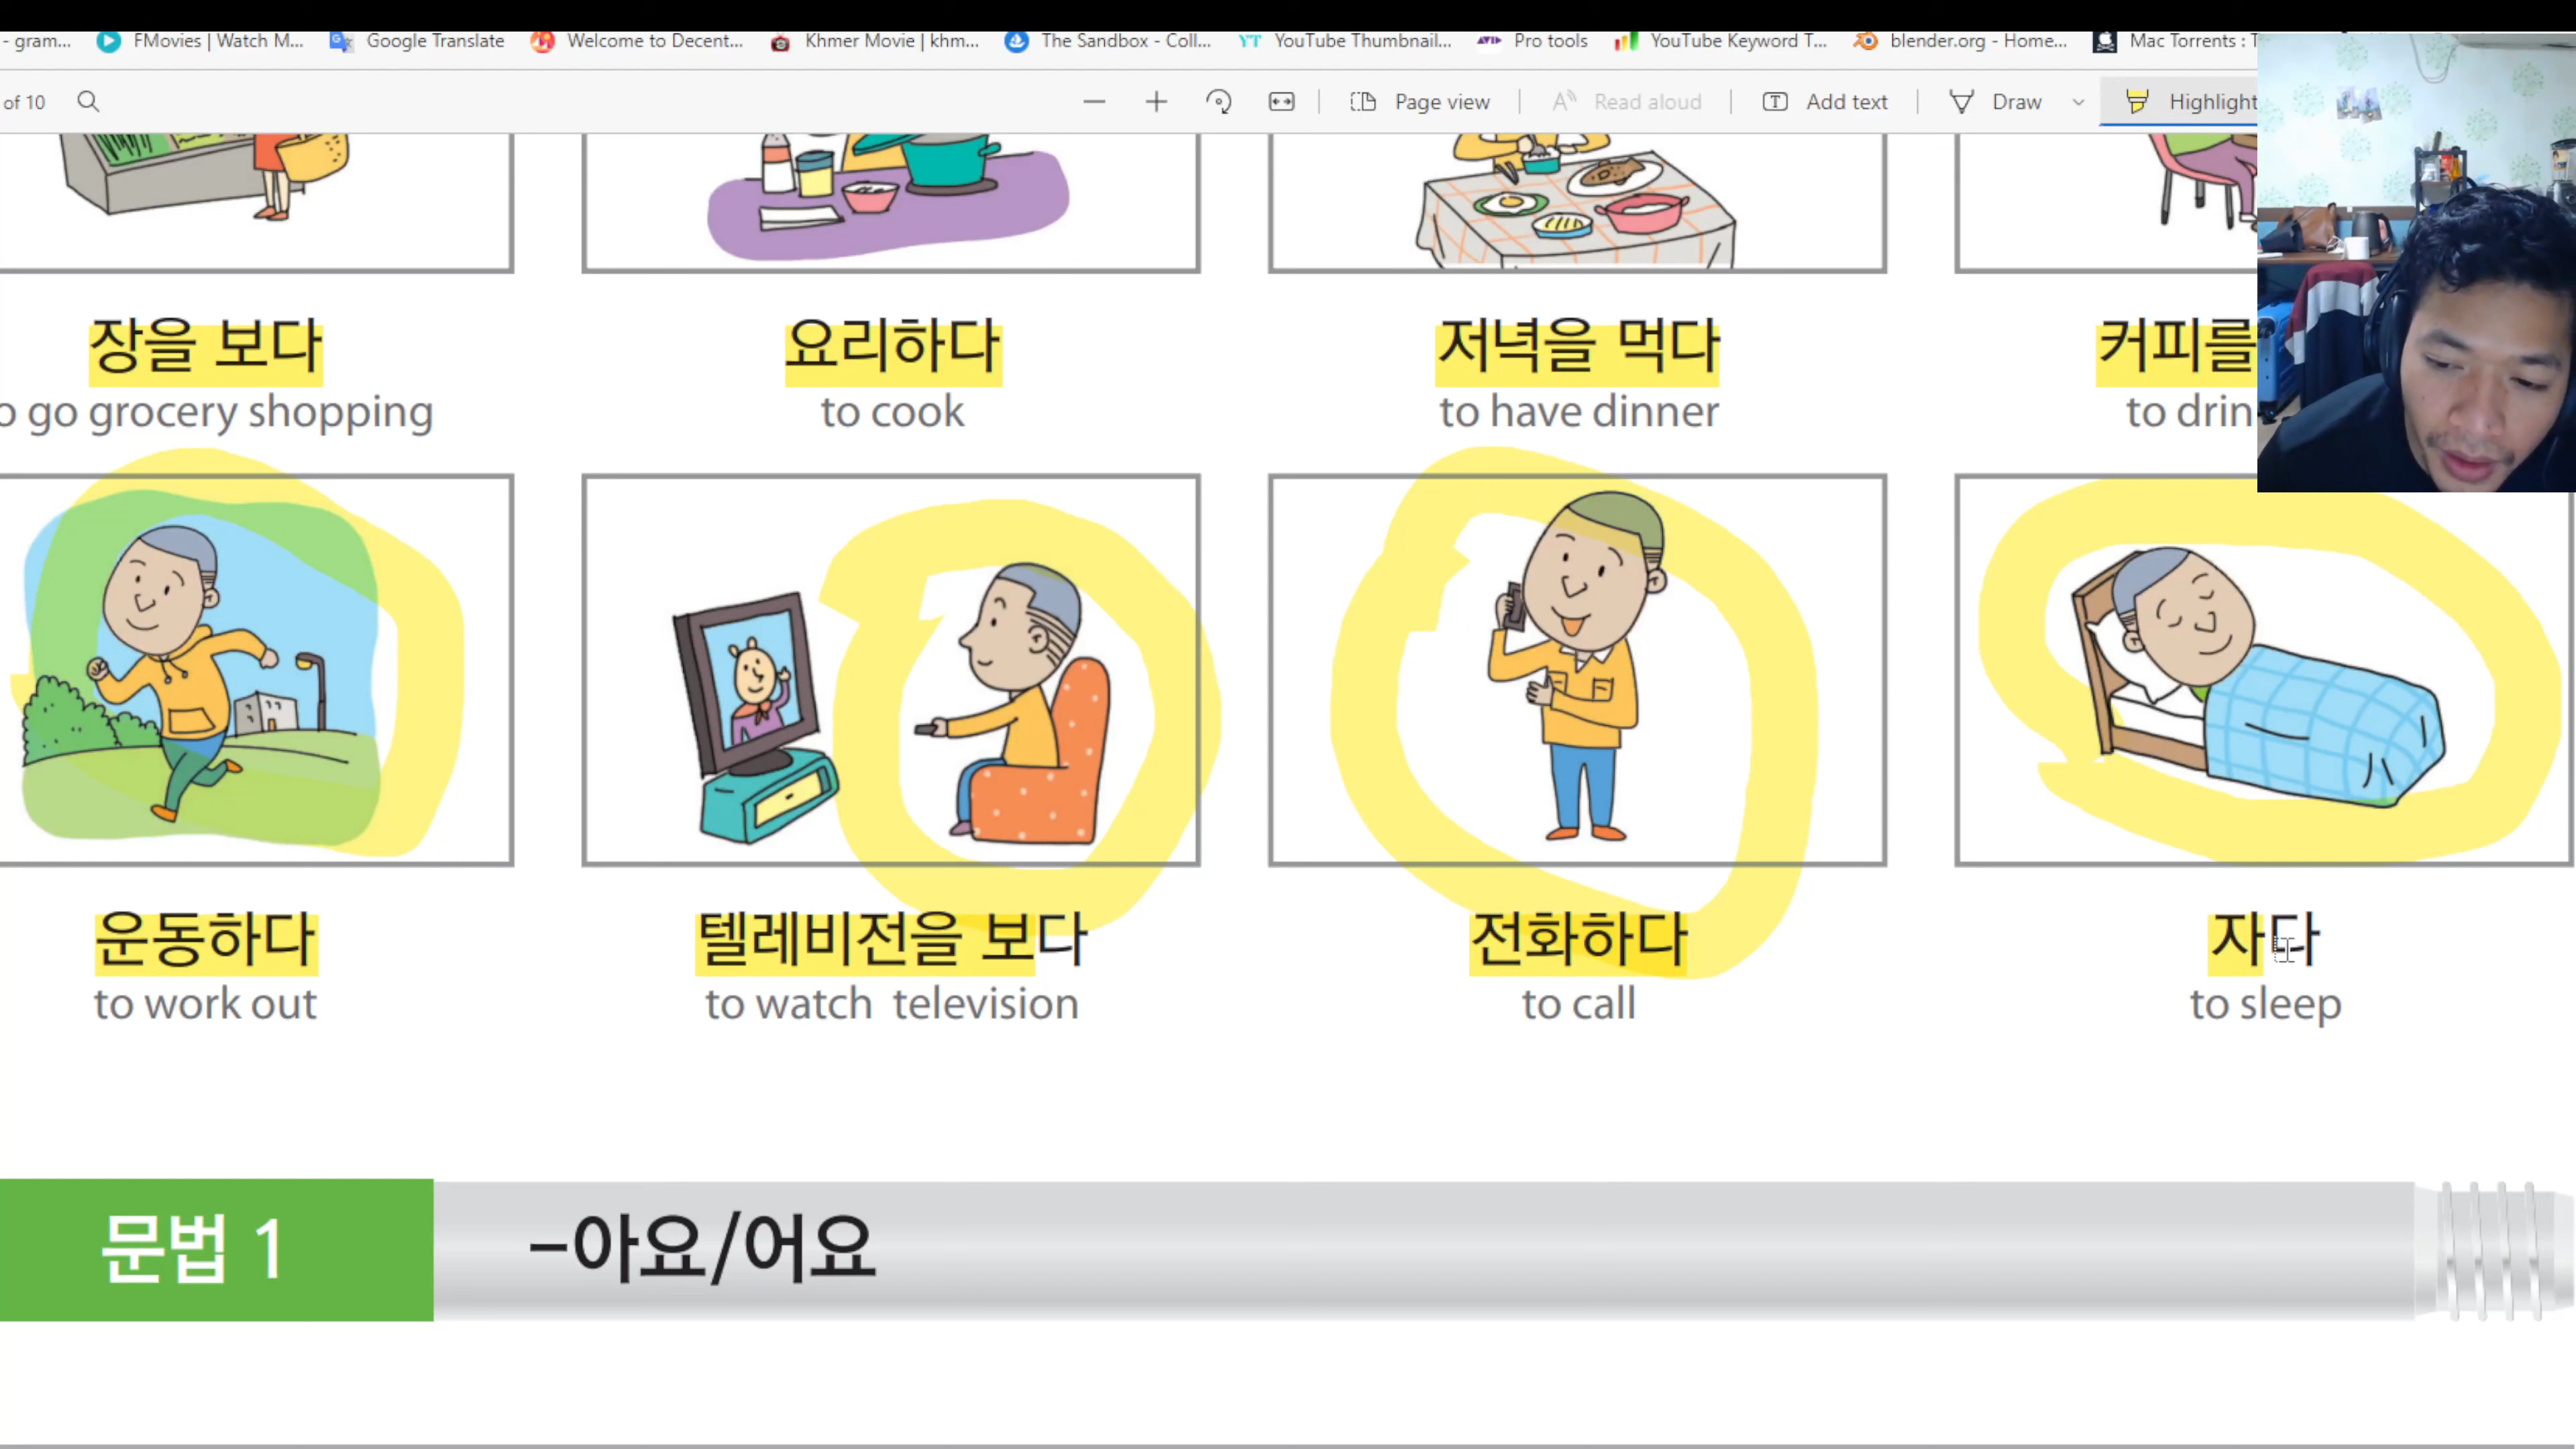 - gram...
FMovies | Watch M...
Google Translate
Welcome to Decent...
Khmer Movie | khm...
The Sandbox - Coll...
YT YouTube Thumbnail...
AVID Pro tools
YouTube Keyword T...
blender.org - Home...
Mac Torrents : T
of 10
Page view
Read aloud
Add text
Draw
Highlight
장을 보다
요리하다
저녁을 먹다
커피를
o go grocery shopping
to cook
to have dinner
to drin
운동하다
텔레비전을 보다
전화하다
자다
to work out
to watch television
to call
to sleep
문법 1
–아요/어요